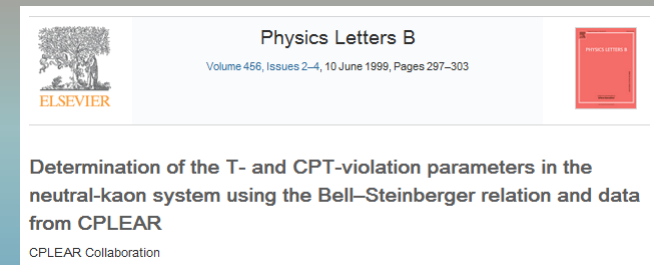 Physics Letters B
Volume 456, Issues 2–4, 10 June 1999, Pages 297–303
ELSEVIER
PHYSICS LETTERS B
Determination of the T- and CPT-violation parameters in the
neutral-kaon system using the Bell–Steinberger relation and data
from CPLEAR
CPLEAR Collaboration